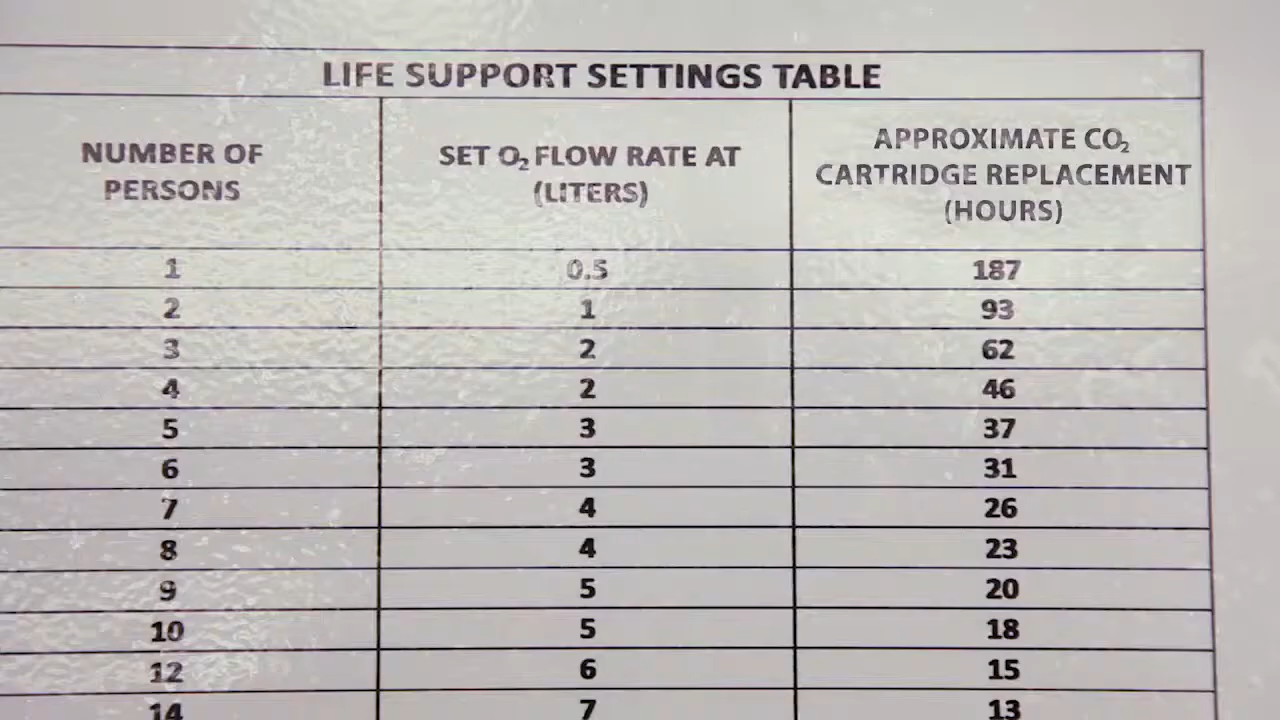 LIFE SUPPORT SETTINGS TABLE
NUMBER OF PERSONS SET O₂ FLOW RATE AT (LITERS) APPROXIMATE CO₂ CARTRIDGE REPLACEMENT (HOURS)
1 0.5 187
2 1 93
3 2 62
4 2 46
5 3 37
6 3 31
7 4 26
8 4 23
9 5 20
10 5 18
12 6 15
14 7 13